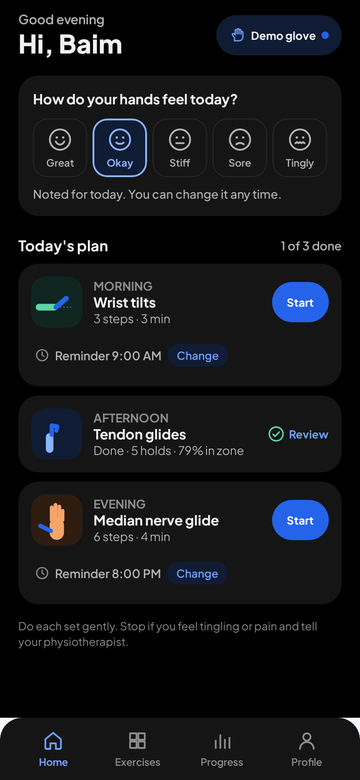 Good evening
Hi, Baim
Demo glove
How do your hands feel today?
Great
Okay
Stiff
Sore
Tingly
Noted for today. You can change it any time.
Today's plan
1 of 3 done
MORNING
Wrist tilts
3 steps · 3 min
Start
Reminder 9:00 AM
Change
AFTERNOON
Tendon glides
Done · 5 holds · 79% in zone
Review
EVENING
Median nerve glide
6 steps · 4 min
Start
Reminder 8:00 PM
Change
Do each set gently. Stop if you feel tingling or pain and tell
your physiotherapist.
Home
Exercises
Progress
Profile